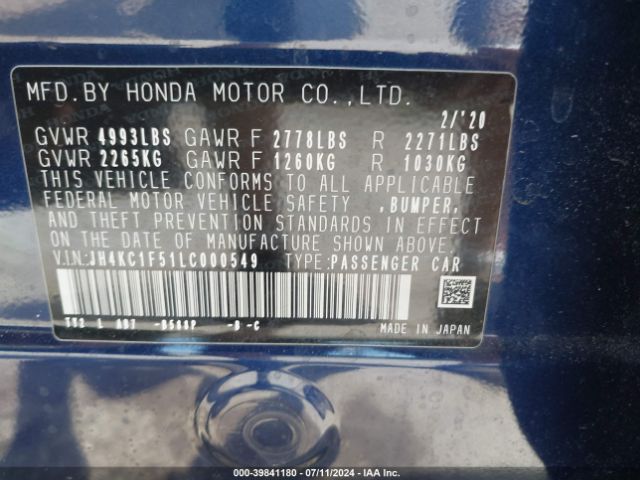 MFD.BY HONDA MOTOR CO.,LTD.
2/'20
GVWR 4993LBS GAWR F 2778LBS R 2271LBS
GVWR 2265KG GAWR F 1260KG R 1030KG
THIS VEHICLE CONFORMS TO ALL APPLICABLE
FEDERAL MOTOR VEHICLE SAFETY ,BUMPER,
AND THEFT PREVENTION STANDARDS IN EFFECT
ON THE DATE OF MANUFACTURE SHOWN ABOVE.
V.I.N:JH4KC1F51LC000549 TYPE:PASSENGER CAR
-B588P -B -C
MADE IN JAPAN
000-39841180 - 07/11/2024 - IAA Inc.